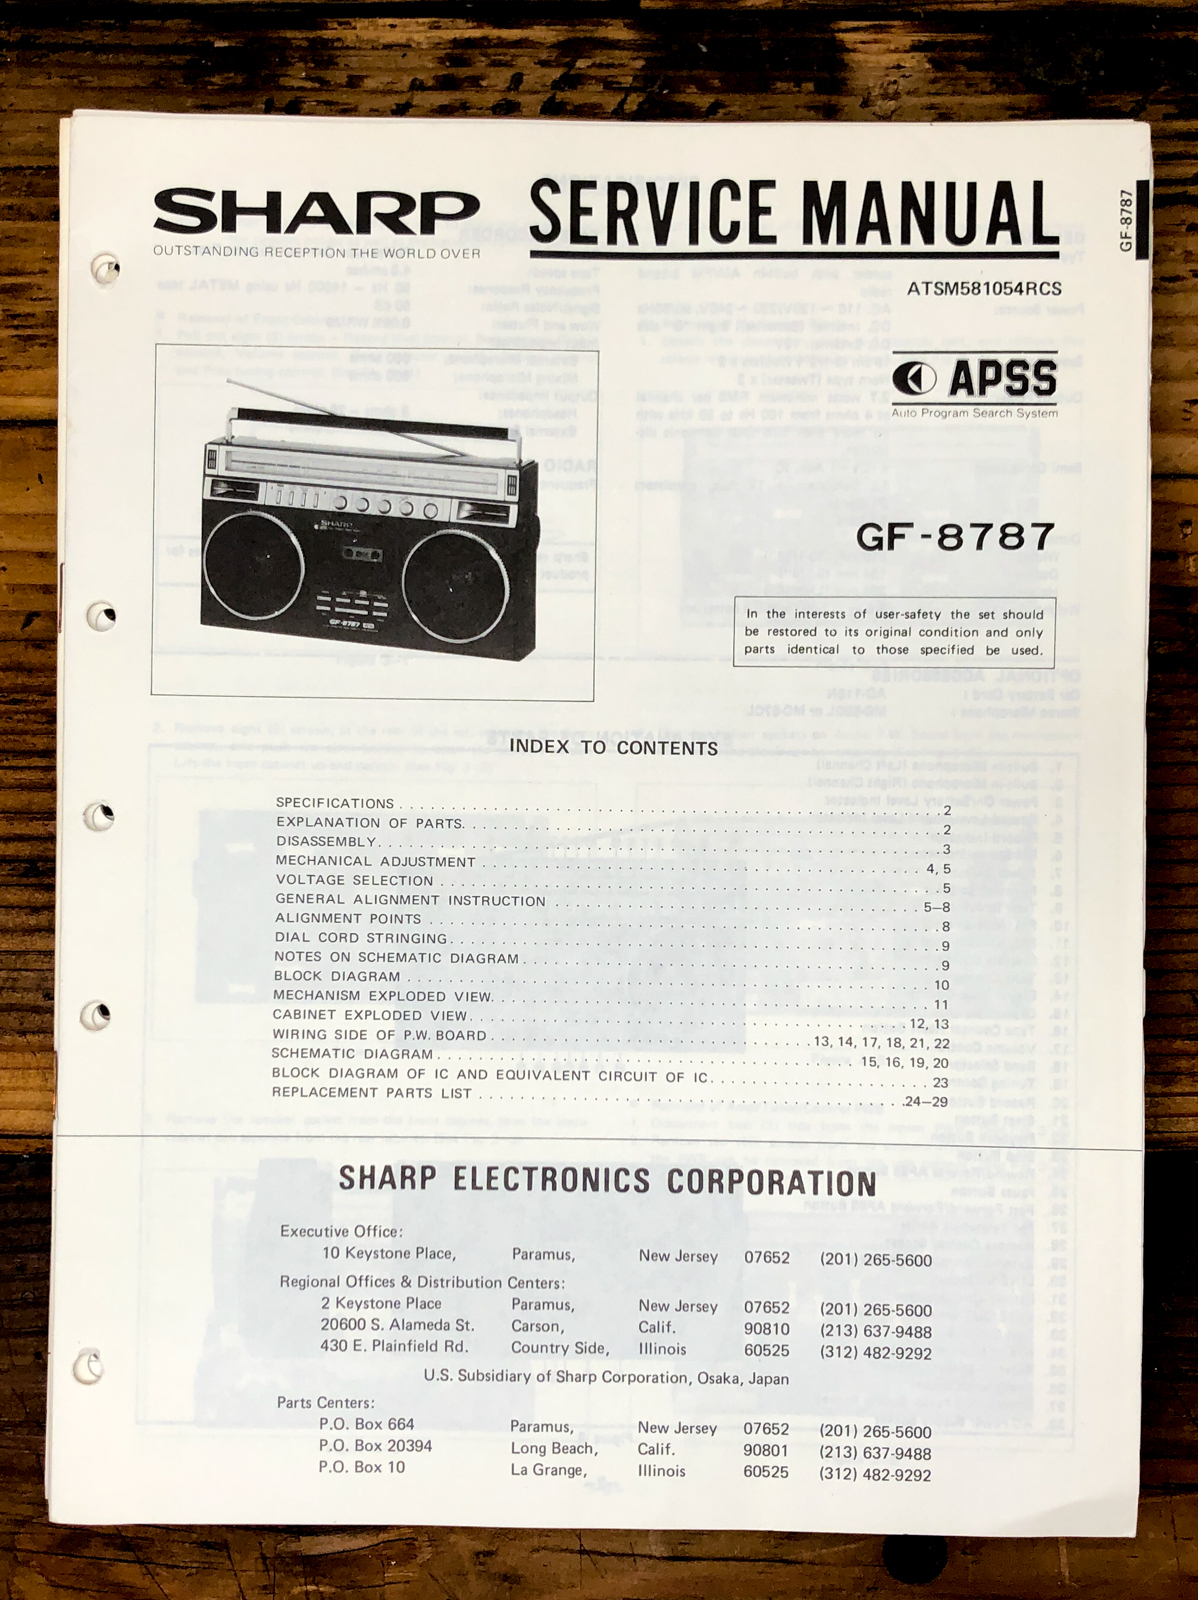 SHARP
OUTSTANDING RECEPTION THE WORLD OVER
SERVICE MANUAL
GF-8787
ATSM581054RCS
APSS
Auto Program Search System
SHARP
GF-8787
GF-8787
In the interests of user-safety the set should
be restored to its original condition and only
parts identical to those specified be used.
INDEX TO CONTENTS
SPECIFICATIONS . . . . . . . . . . 2
EXPLANATION OF PARTS. . . . . . . . . . 2
DISASSEMBLY. . . . . . . . . . 3
MECHANICAL ADJUSTMENT . . . . . . . . . . 4, 5
VOLTAGE SELECTION . . . . . . . . . . 5
GENERAL ALIGNMENT INSTRUCTION . . . . . . . . . . 5–8
ALIGNMENT POINTS . . . . . . . . . . 8
DIAL CORD STRINGING. . . . . . . . . . 9
NOTES ON SCHEMATIC DIAGRAM. . . . . . . . . . 9
BLOCK DIAGRAM . . . . . . . . . . 10
MECHANISM EXPLODED VIEW. . . . . . . . . . 11
CABINET EXPLODED VIEW. . . . . . . . . . 12, 13
WIRING SIDE OF P.W. BOARD . . . . . . . . . . 13, 14, 17, 18, 21, 22
SCHEMATIC DIAGRAM. . . . . . . . . . 15, 16, 19, 20
BLOCK DIAGRAM OF IC AND EQUIVALENT CIRCUIT OF IC. . . . . . . . . . 23
REPLACEMENT PARTS LIST . . . . . . . . . . 24–29
SHARP ELECTRONICS CORPORATION
Executive Office:
10 Keystone Place, Paramus, New Jersey 07652 (201) 265-5600
Regional Offices & Distribution Centers:
2 Keystone Place Paramus, New Jersey 07652 (201) 265-5600
20600 S. Alameda St. Carson, Calif. 90810 (213) 637-9488
430 E. Plainfield Rd. Country Side, Illinois 60525 (312) 482-9292
U.S. Subsidiary of Sharp Corporation, Osaka, Japan
Parts Centers:
P.O. Box 664 Paramus, New Jersey 07652 (201) 265-5600
P.O. Box 20394 Long Beach, Calif. 90801 (213) 637-9488
P.O. Box 10 La Grange, Illinois 60525 (312) 482-9292